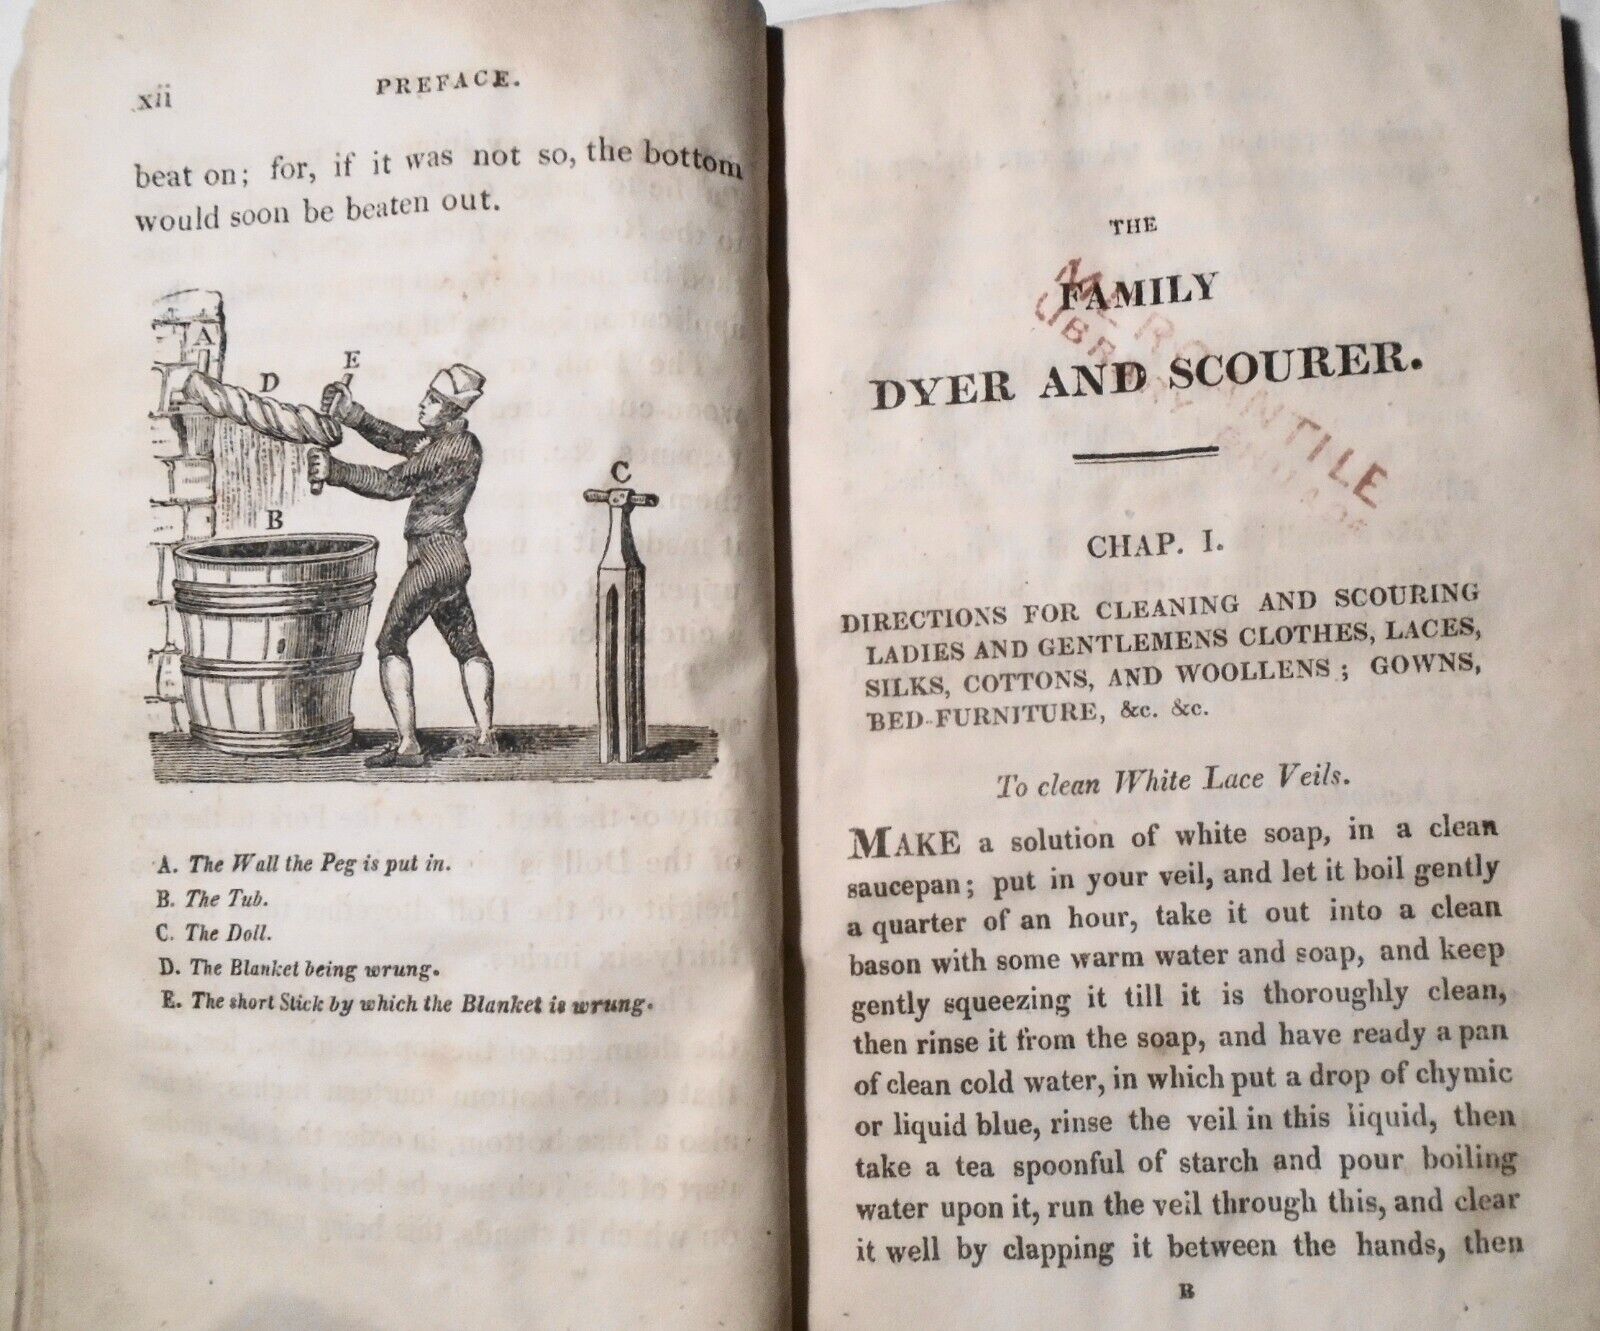 xii
PREFACE.
beat on; for, if it was not so, the bottom
would soon be beaten out.
A
D
E
C
B
A. The Wall the Peg is put in.
B. The Tub.
C. The Doll.
D. The Blanket being wrung.
E. The short Stick by which the Blanket is wrung.
THE
FAMILY
DYER AND SCOURER.
MERCANTILE
LIBRARY
CHAP. I.
DIRECTIONS FOR CLEANING AND SCOURING
LADIES AND GENTLEMENS CLOTHES, LACES,
SILKS, COTTONS, AND WOOLLENS; GOWNS,
BED-FURNITURE, &c. &c.
To clean White Lace Veils.
MAKE a solution of white soap, in a clean
saucepan; put in your veil, and let it boil gently
a quarter of an hour, take it out into a clean
bason with some warm water and soap, and keep
gently squeezing it till it is thoroughly clean,
then rinse it from the soap, and have ready a pan
of clean cold water, in which put a drop of chymic
or liquid blue, rinse the veil in this liquid, then
take a tea spoonful of starch and pour boiling
water upon it, run the veil through this, and clear
it well by clapping it between the hands, then
B